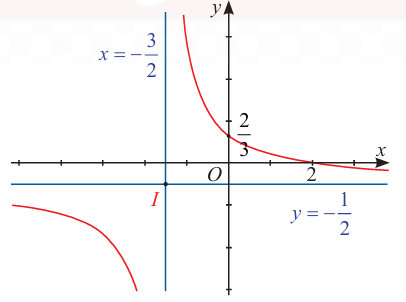 y
x = -3/2
2/3
x
O
2
I
y = -1/2